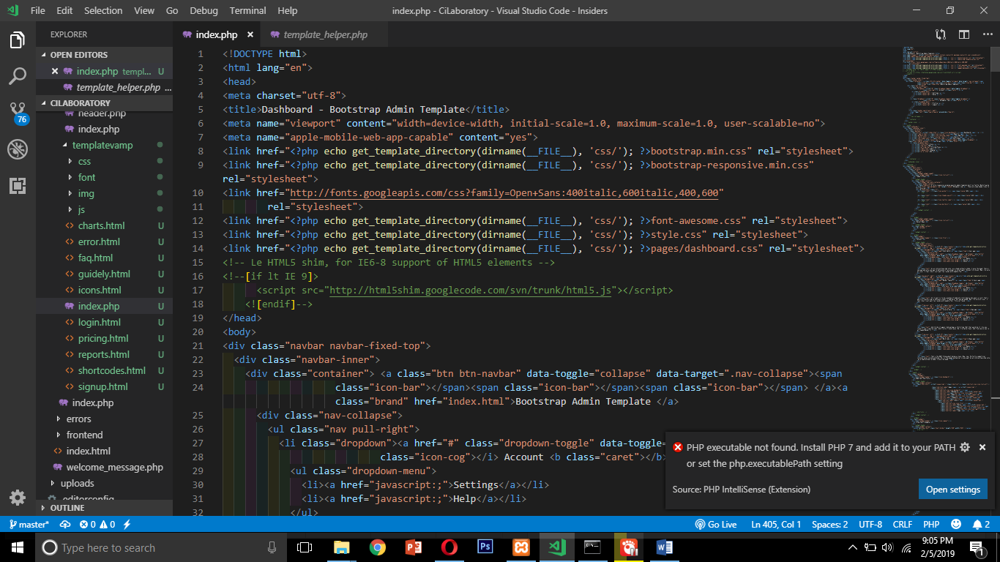 File Edit Selection View Go Debug Terminal Help
index.php - CiLaboratory - Visual Studio Code - Insiders
EXPLORER
OPEN EDITORS
index.php templ... U
template_helper.php ...
CILABORATORY
header.php
index.php
templatevamp
css
font
img
js
charts.html U
error.html U
faq.html U
guidely.html U
icons.html U
index.php U
login.html U
pricing.html U
reports.html U
shortcodes.html U
signup.html U
index.php
errors
frontend
index.html
welcome_message.php
uploads
.editorconfig
OUTLINE
76
index.php template_helper.php
1 <!DOCTYPE html>
2 <html lang="en">
3 <head>
4 <meta charset="utf-8">
5 <title>Dashboard - Bootstrap Admin Template</title>
6 <meta name="viewport" content="width=device-width, initial-scale=1.0, maximum-scale=1.0, user-scalable=no">
7 <meta name="apple-mobile-web-app-capable" content="yes">
8 <link href="<?php echo get_template_directory(dirname(__FILE__), 'css/'); ?>bootstrap.min.css" rel="stylesheet">
9 <link href="<?php echo get_template_directory(dirname(__FILE__), 'css/'); ?>bootstrap-responsive.min.css"
rel="stylesheet">
10 <link href="http://fonts.googleapis.com/css?family=Open+Sans:400italic,600italic,400,600"
11 rel="stylesheet">
12 <link href="<?php echo get_template_directory(dirname(__FILE__), 'css/'); ?>font-awesome.css" rel="stylesheet">
13 <link href="<?php echo get_template_directory(dirname(__FILE__), 'css/'); ?>style.css" rel="stylesheet">
14 <link href="<?php echo get_template_directory(dirname(__FILE__), 'css/'); ?>pages/dashboard.css" rel="stylesheet">
15 <!-- Le HTML5 shim, for IE6-8 support of HTML5 elements -->
16 <!--[if lt IE 9]>
17 <script src="http://html5shim.googlecode.com/svn/trunk/html5.js"></script>
18 <![endif]-->
19 </head>
20 <body>
21 <div class="navbar navbar-fixed-top">
22 <div class="navbar-inner">
23 <div class="container"> <a class="btn btn-navbar" data-toggle="collapse" data-target=".nav-collapse"><span
24 class="icon-bar"></span><span class="icon-bar"></span><span class="icon-bar"></span> </a><a
class="brand" href="index.html">Bootstrap Admin Template </a>
25 <div class="nav-collapse">
26 <ul class="nav pull-right">
27 <li class="dropdown"><a href="#" class="dropdown-toggle" data-toggle=
28 class="icon-cog"></i> Account <b class="caret"></b>
29 <ul class="dropdown-menu">
30 <li><a href="javascript:;">Settings</a></li>
31 <li><a href="javascript:;">Help</a></li>
32 </ul>
PHP executable not found. Install PHP 7 and add it to your PATH
or set the php.executablePath setting
Source: PHP IntelliSense (Extension) Open settings
master* 0 0 Go Live Ln 405, Col 1 Spaces: 2 UTF-8 CRLF PHP 2
Type here to search
9:05 PM
2/5/2019
1